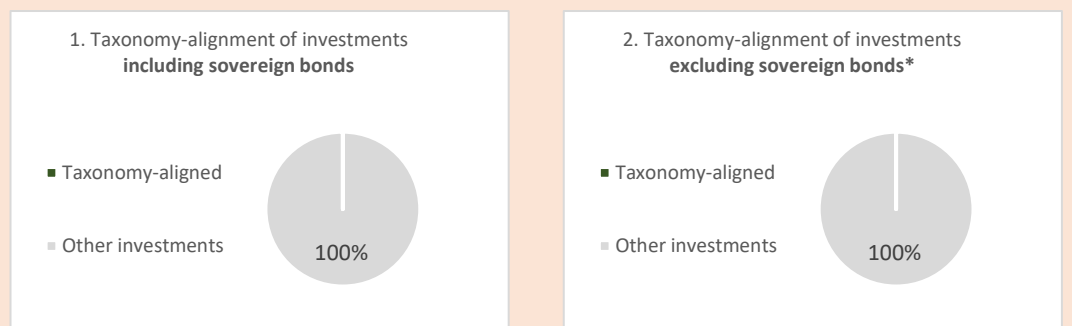 1. Taxonomy-alignment of investments
including sovereign bonds
Taxonomy-aligned
Other investments
100%
2. Taxonomy-alignment of investments
excluding sovereign bonds*
Taxonomy-aligned
Other investments
100%